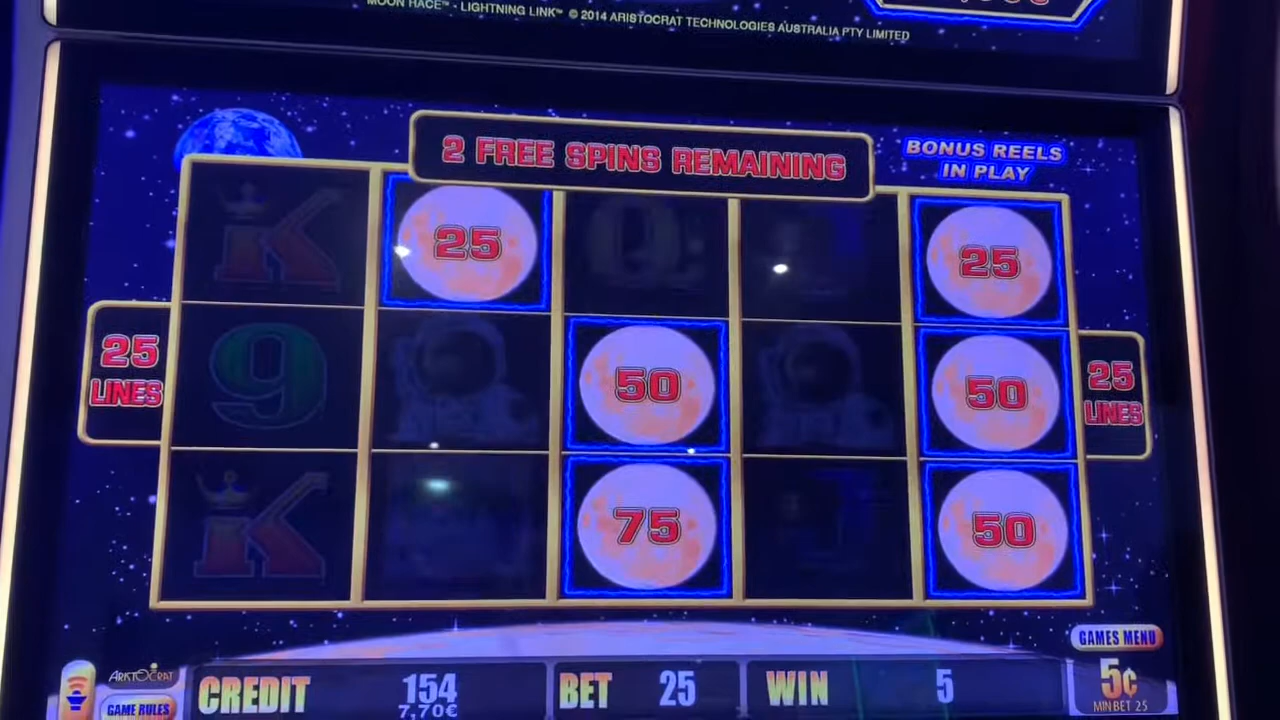 MOON RACE™ - LIGHTNING LINK™ © 2014 ARISTOCRAT TECHNOLOGIES AUSTRALIA PTY LIMITED
2 FREE SPINS REMAINING
BONUS REELS
IN PLAY
K
25
Q
25
25
LINES
9
50
50
25
LINES
K
75
50
GAMES MENU
ARISTOCRAT
GAME RULES
CREDIT
154
7,70€
BET
25
WIN
5
5¢
MIN BET 25